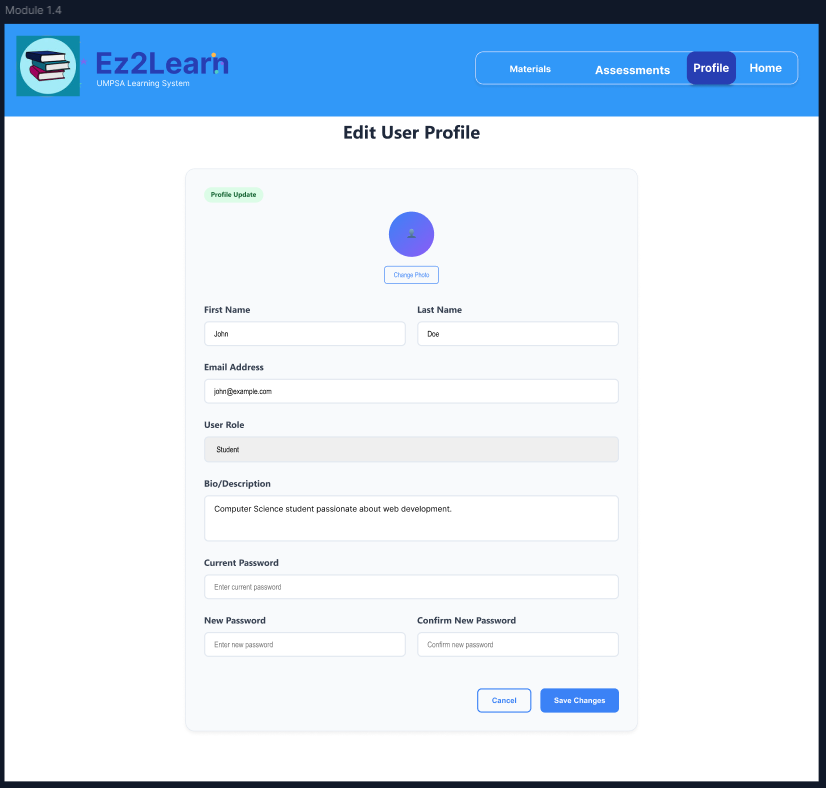 Module 1.4
Ez2Learn
UMPSA Learning System
Materials
Assessments
Profile
Home
Edit User Profile
Profile Update
Change Photo
First Name
Last Name
John
Doe
Email Address
john@example.com
User Role
Student
Bio/Description
Computer Science student passionate about web development.
Current Password
Enter current password
New Password
Confirm New Password
Enter new password
Confirm new password
Cancel
Save Changes